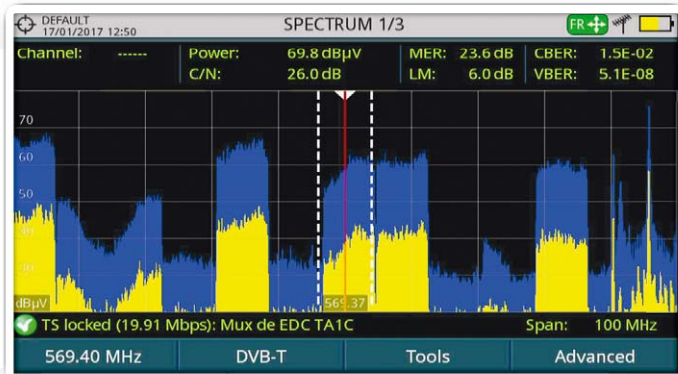 DEFAULT
17/01/2017 12:50
SPECTRUM 1/3
FR
Channel: ------ Power: 69.8 dBµV MER: 23.6 dB CBER: 1.5E-02
C/N: 26.0 dB LM: 6.0 dB VBER: 5.1E-08
70
60
50
dBµV
569.37
TS locked (19.91 Mbps): Mux de EDC TA1C Span: 100 MHz
569.40 MHz DVB-T Tools Advanced